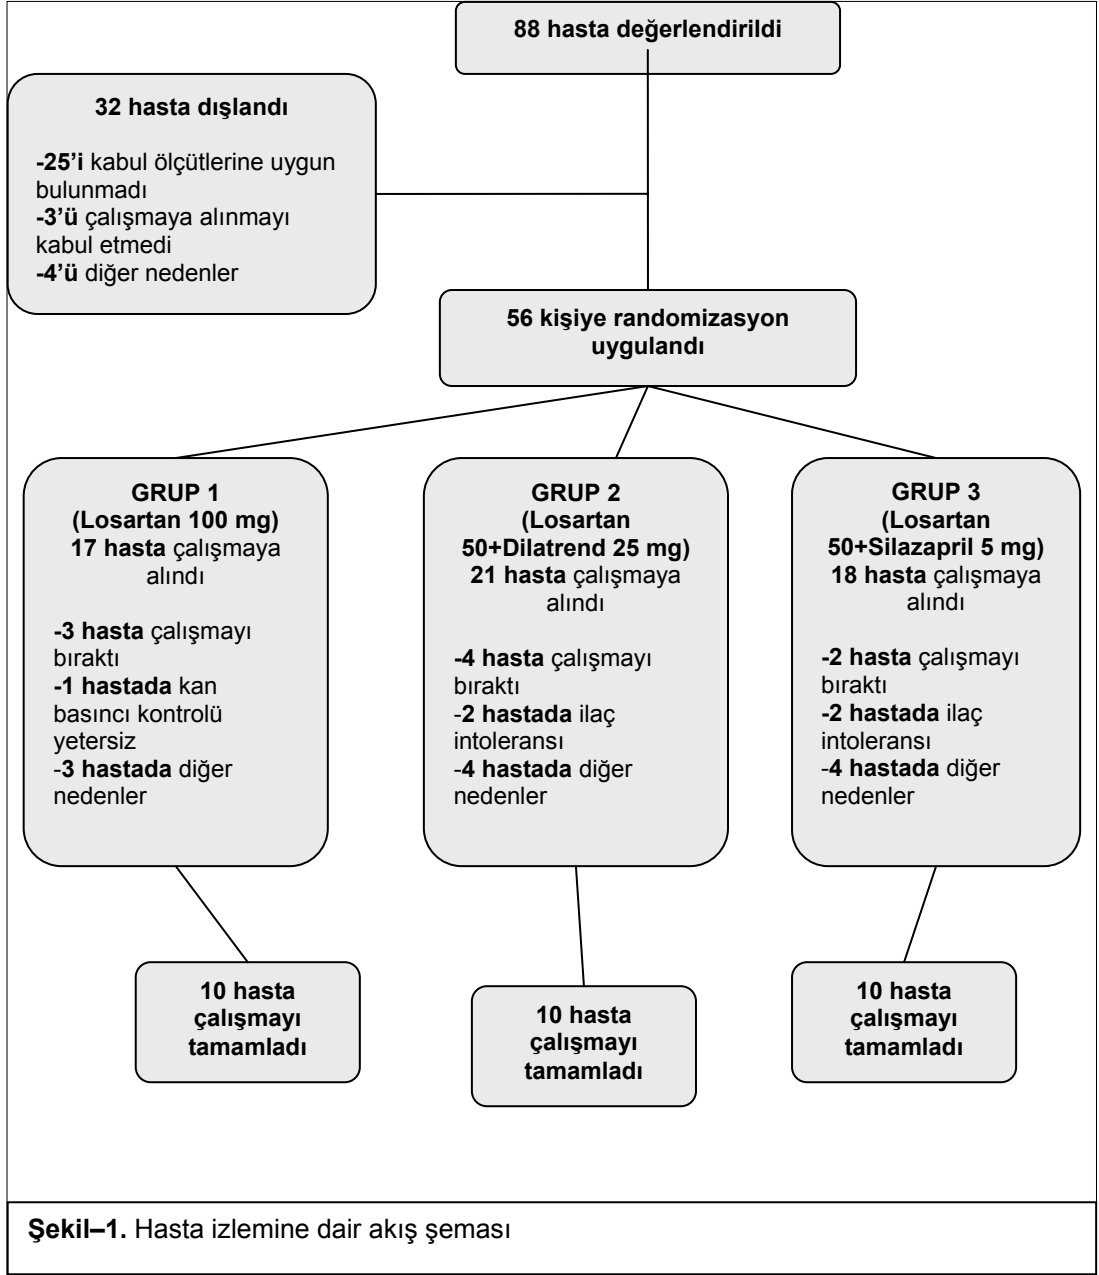 88 hasta değerlendirildi
32 hasta dışlandı
-25’i kabul ölçütlerine uygun
bulunmadı
-3’ü çalışmaya alınmayı
kabul etmedi
-4’ü diğer nedenler
56 kişiye randomizasyon
uygulandı
GRUP 1
(Losartan 100 mg)
17 hasta çalışmaya
alındı
-3 hasta çalışmayı
bıraktı
-1 hastada kan
basıncı kontrolü
yetersiz
-3 hastada diğer
nedenler
GRUP 2
(Losartan
50+Dilatrend 25 mg)
21 hasta çalışmaya
alındı
-4 hasta çalışmayı
bıraktı
-2 hastada ilaç
intoleransı
-4 hastada diğer
nedenler
GRUP 3
(Losartan
50+Silazapril 5 mg)
18 hasta çalışmaya
alındı
-2 hasta çalışmayı
bıraktı
-2 hastada ilaç
intoleransı
-4 hastada diğer
nedenler
10 hasta
çalışmayı
tamamladı
10 hasta
çalışmayı
tamamladı
10 hasta
çalışmayı
tamamladı
Şekil–1. Hasta izlemine dair akış şeması